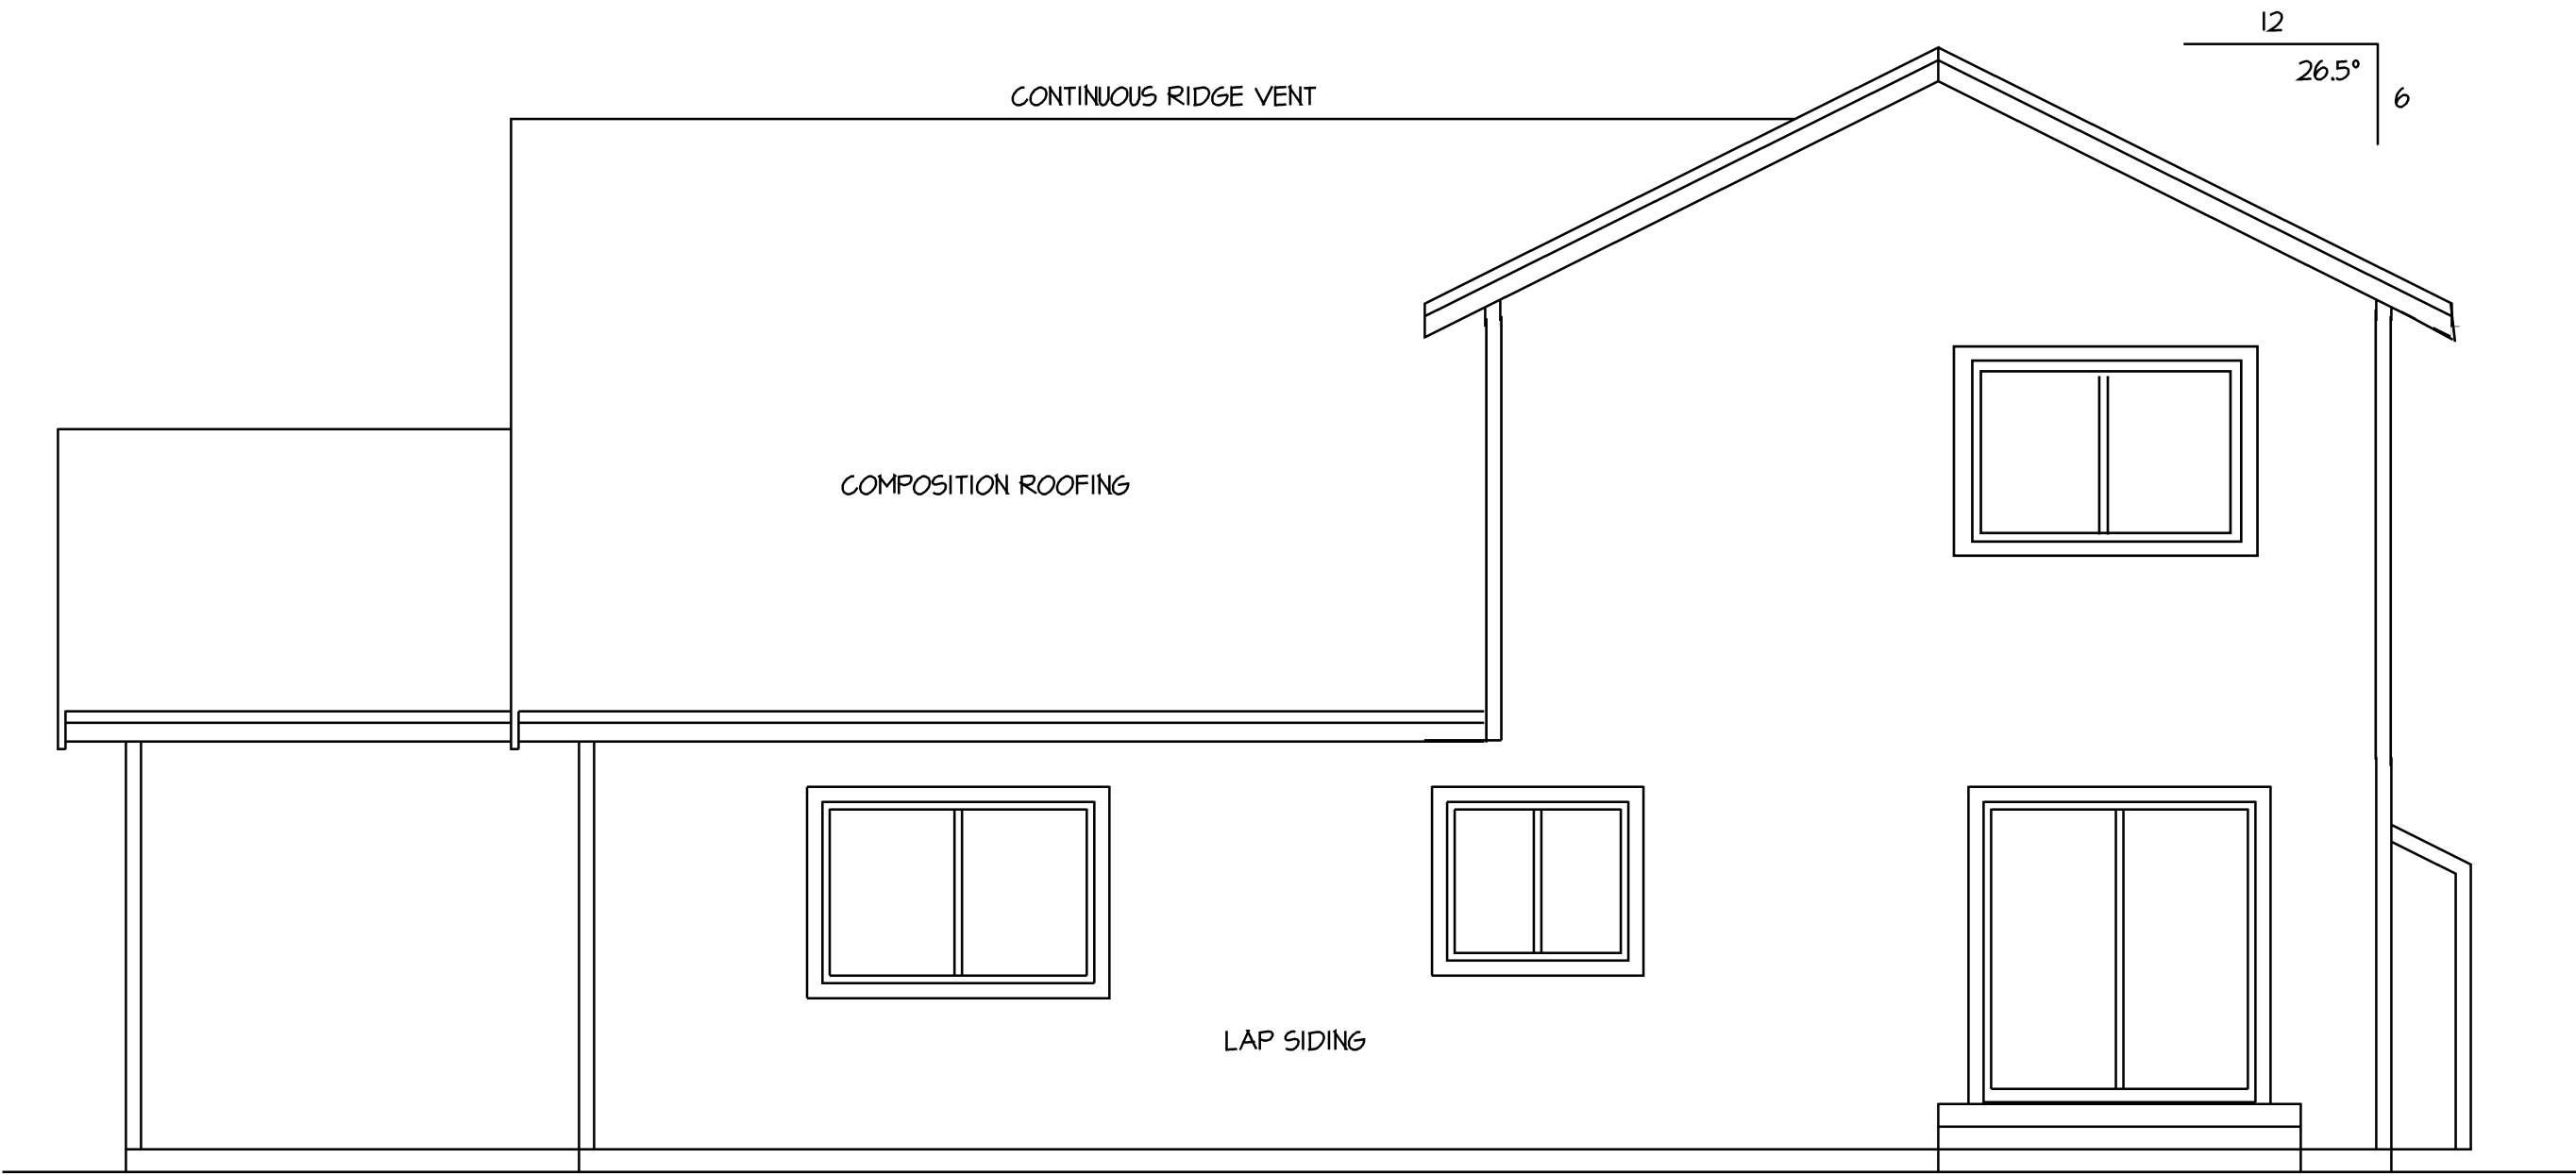 12
26.5°
6
CONTINUOUS RIDGE VENT
COMPOSITION ROOFING
LAP SIDING